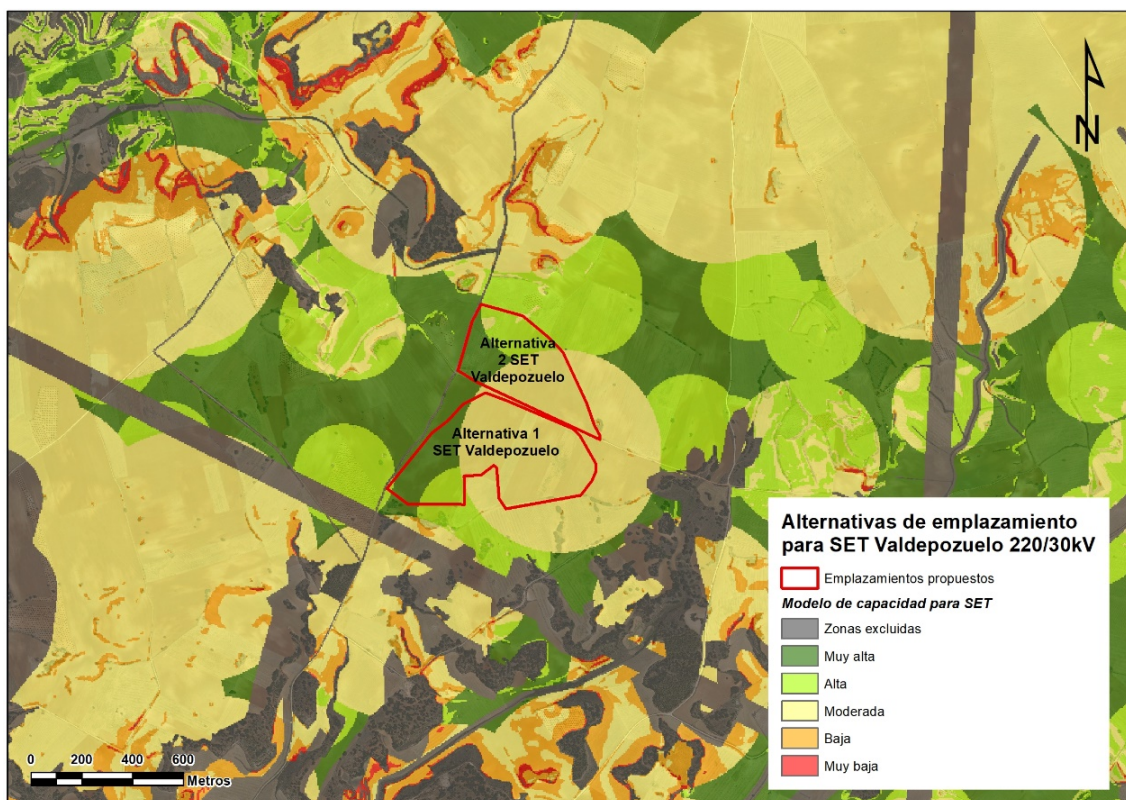 N
Alternativa
2 SET
Valdepozuelo
Alternativa 1
SET Valdepozuelo
Alternativas de emplazamiento
para SET Valdepozuelo 220/30kV
Emplazamientos propuestos
Modelo de capacidad para SET
Zonas excluidas
Muy alta
Alta
Moderada
Baja
Muy baja
0 200 400 600
Metros